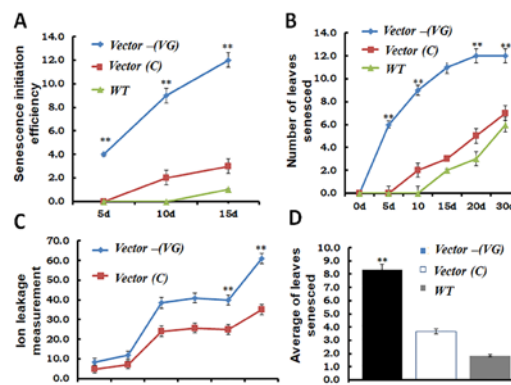 A
Senescence initiation
efficiency
14.0
12.0
10.0
8.0
6.0
4.0
2.0
0.0
Vector –(VG)
Vector (C)
WT
**
**
**
5d
10d
15d
B
Number of leaves
senesced
14.0
12.0
10.0
8.0
6.0
4.0
2.0
0.0
Vector –(VG)
Vector (C)
WT
**
**
**
**
0d
5d
10
15d
20d
30d
C
Ion leakage
measurement
70.0
60.0
50.0
40.0
30.0
20.0
10.0
0.0
Vector –(VG)
Vector (C)
**
**
D
Average of leaves
senesced
9.0
8.0
7.0
6.0
5.0
4.0
3.0
2.0
1.0
0.0
**
Vector –(VG)
Vector (C)
WT